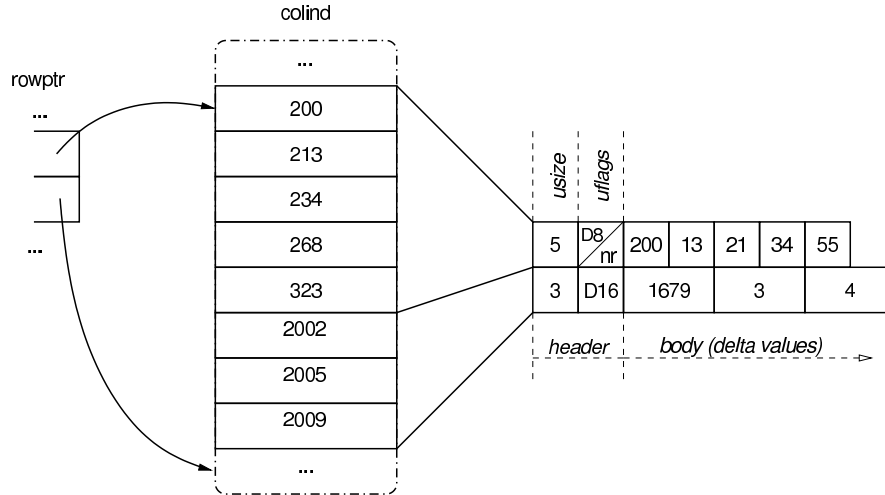 colind
...
rowptr
...
200
213
234
268
323
2002
2005
2009
...
...
usize
uflags
5
D8
nr
200
13
21
34
55
3
D16
1679
3
4
header
body (delta values)